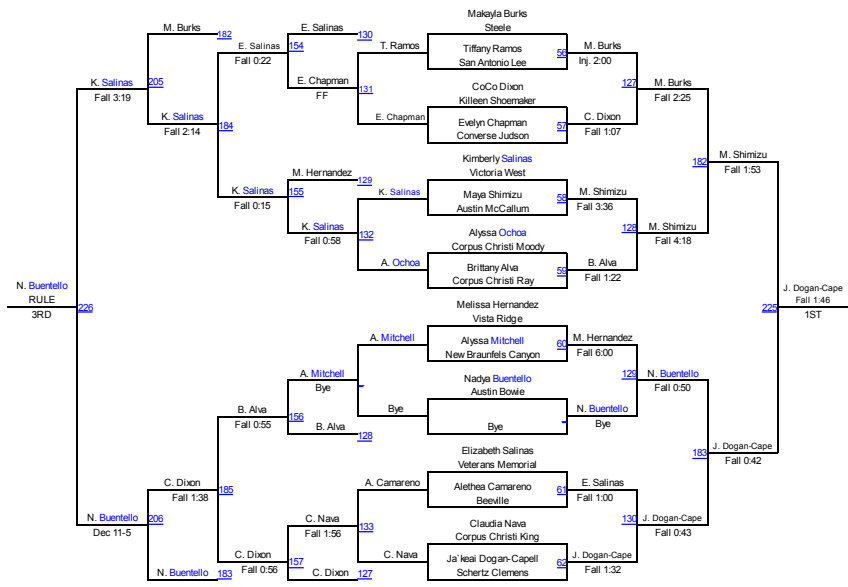 Makayla Burks
M. Burks
182
E. Salinas
130
Steele
E. Salinas
154
T. Ramos
Tiffany Ramos
56
M. Burks
Fall 0:22
San Antonio Lee
Inj. 2:00
K. Salinas
205
E. Chapman
131
CoCo Dixon
127
M. Burks
Fall 3:19
FF
Killeen Shoemaker
Fall 2:25
K. Salinas
184
E. Chapman
Evelyn Chapman
57
C. Dixon
Fall 2:14
Converse Judson
Fall 1:07
Kimberly Salinas
182
M. Shimizu
M. Hernandez
129
Victoria West
Fall 1:53
K. Salinas
155
K. Salinas
Maya Shimizu
58
M. Shimizu
Fall 0:15
Austin McCallum
Fall 3:36
K. Salinas
132
Alyssa Ochoa
128
M. Shimizu
Fall 0:58
Corpus Christi Moody
Fall 4:18
A. Ochoa
Brittany Alva
59
B. Alva
Corpus Christi Ray
Fall 1:22
N. Buentello
J. Dogan-Cape
RULE
226
Melissa Hernandez
225
Fall 1:46
3RD
Vista Ridge
1ST
A. Mitchell
Alyssa Mitchell
60
M. Hernandez
New Braunfels Canyon
Fall 6:00
A. Mitchell
Nadya Buentello
129
N. Buentello
Bye
Austin Bowie
Fall 0:50
B. Alva
156
Bye
Bye
N. Buentello
Fall 0:55
Bye
B. Alva
128
Elizabeth Salinas
183
J. Dogan-Cape
Veterans Memorial
Fall 0:42
C. Dixon
185
A. Camareno
Alethea Camareno
61
E. Salinas
Fall 1:38
Beeville
Fall 1:00
N. Buentello
206
C. Nava
133
Claudia Nava
130
J. Dogan-Cape
Dec 11-5
Fall 1:56
Corpus Christi King
Fall 0:43
C. Dixon
157
C. Nava
Ja`keai Dogan-Capell
62
J. Dogan-Cape
N. Buentello
183
Fall 0:56
C. Dixon
127
Schertz Clemens
Fall 1:32